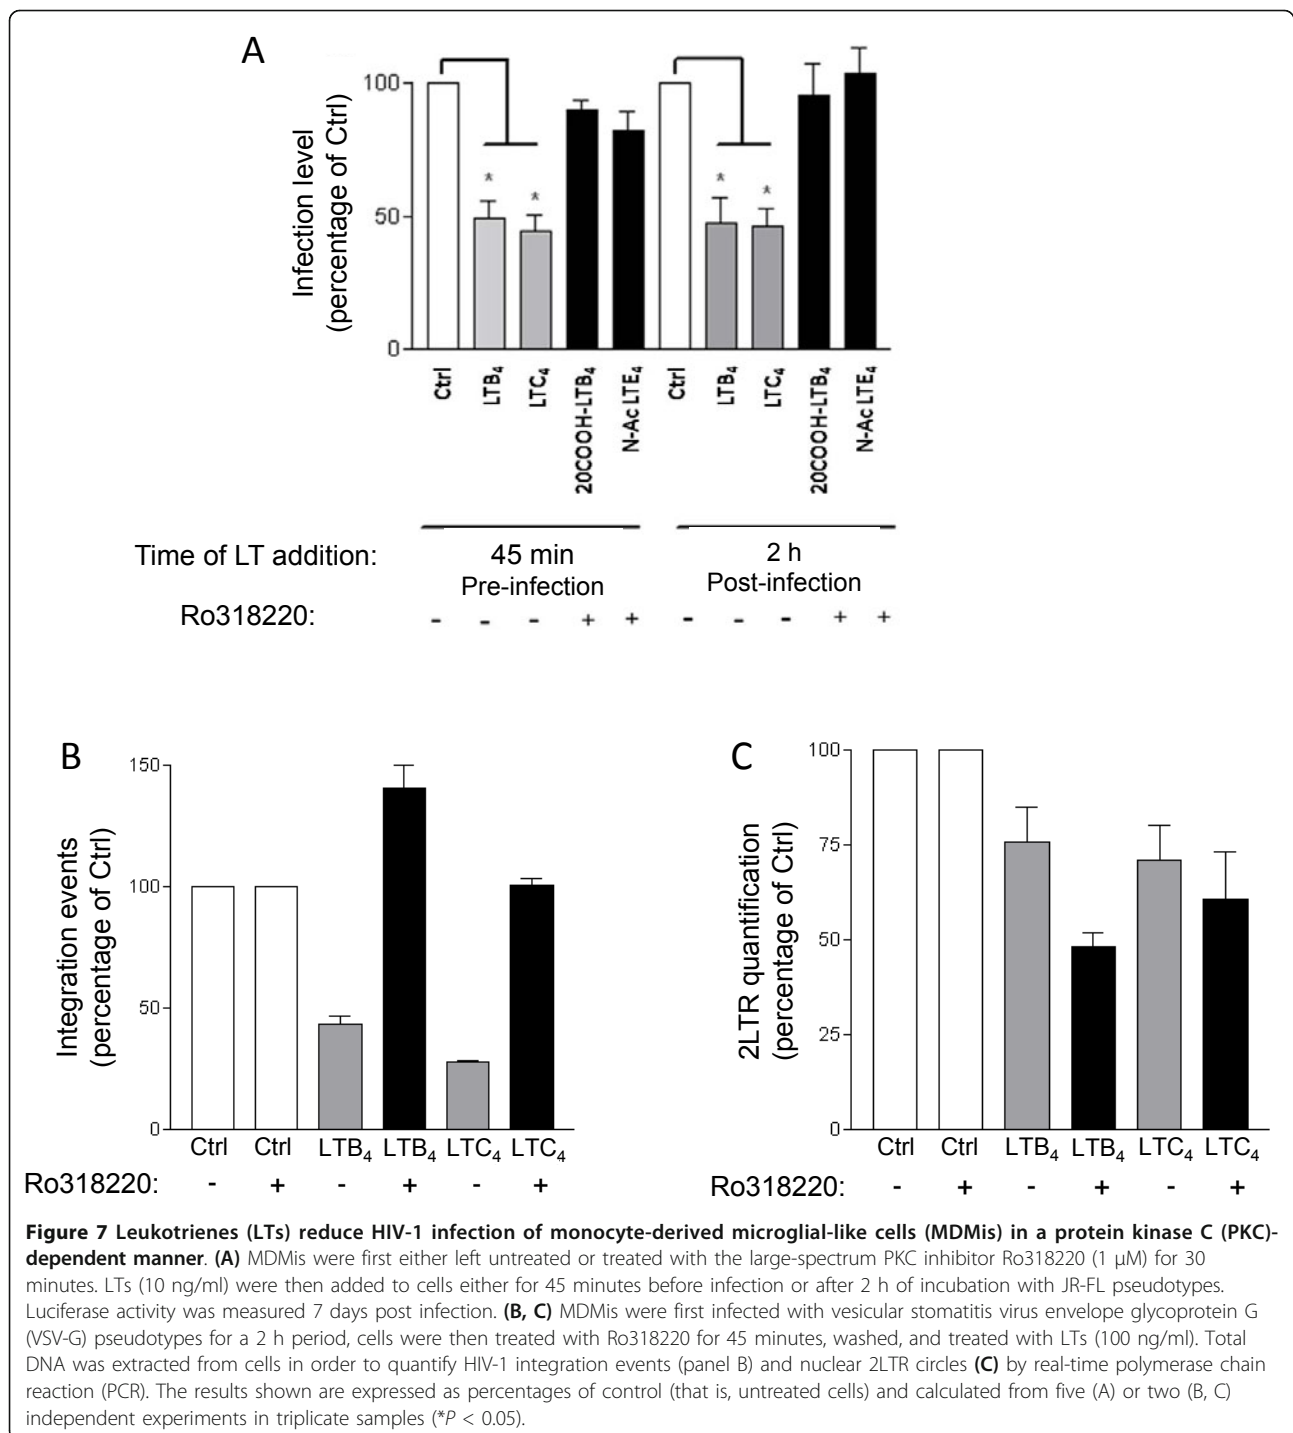 A
Infection level
(percentage of Ctrl)
100
50
0
* * * *
Ctrl LTB₄ LTC₄ 20COOH-LTB₄ N-Ac LTE₄ Ctrl LTB₄ LTC₄ 20COOH-LTB₄ N-Ac LTE₄
Time of LT addition: 45 min 2 h
Pre-infection Post-infection
Ro318220: - - - + + - - - + +
B
Integration events
(percentage of Ctrl)
150
100
50
0
Ctrl Ctrl LTB₄ LTB₄ LTC₄ LTC₄
Ro318220: - + - + - +
C
2LTR quantification
(percentage of Ctrl)
100
75
50
25
0
Ctrl Ctrl LTB₄ LTB₄ LTC₄ LTC₄
Ro318220: - + - + - +
Figure 7 Leukotrienes (LTs) reduce HIV-1 infection of monocyte-derived microglial-like cells (MDMis) in a protein kinase C (PKC)-
dependent manner. (A) MDMis were first either left untreated or treated with the large-spectrum PKC inhibitor Ro318220 (1 μM) for 30
minutes. LTs (10 ng/ml) were then added to cells either for 45 minutes before infection or after 2 h of incubation with JR-FL pseudotypes.
Luciferase activity was measured 7 days post infection. (B, C) MDMis were first infected with vesicular stomatitis virus envelope glycoprotein G
(VSV-G) pseudotypes for a 2 h period, cells were then treated with Ro318220 for 45 minutes, washed, and treated with LTs (100 ng/ml). Total
DNA was extracted from cells in order to quantify HIV-1 integration events (panel B) and nuclear 2LTR circles (C) by real-time polymerase chain
reaction (PCR). The results shown are expressed as percentages of control (that is, untreated cells) and calculated from five (A) or two (B, C)
independent experiments in triplicate samples (*P < 0.05).